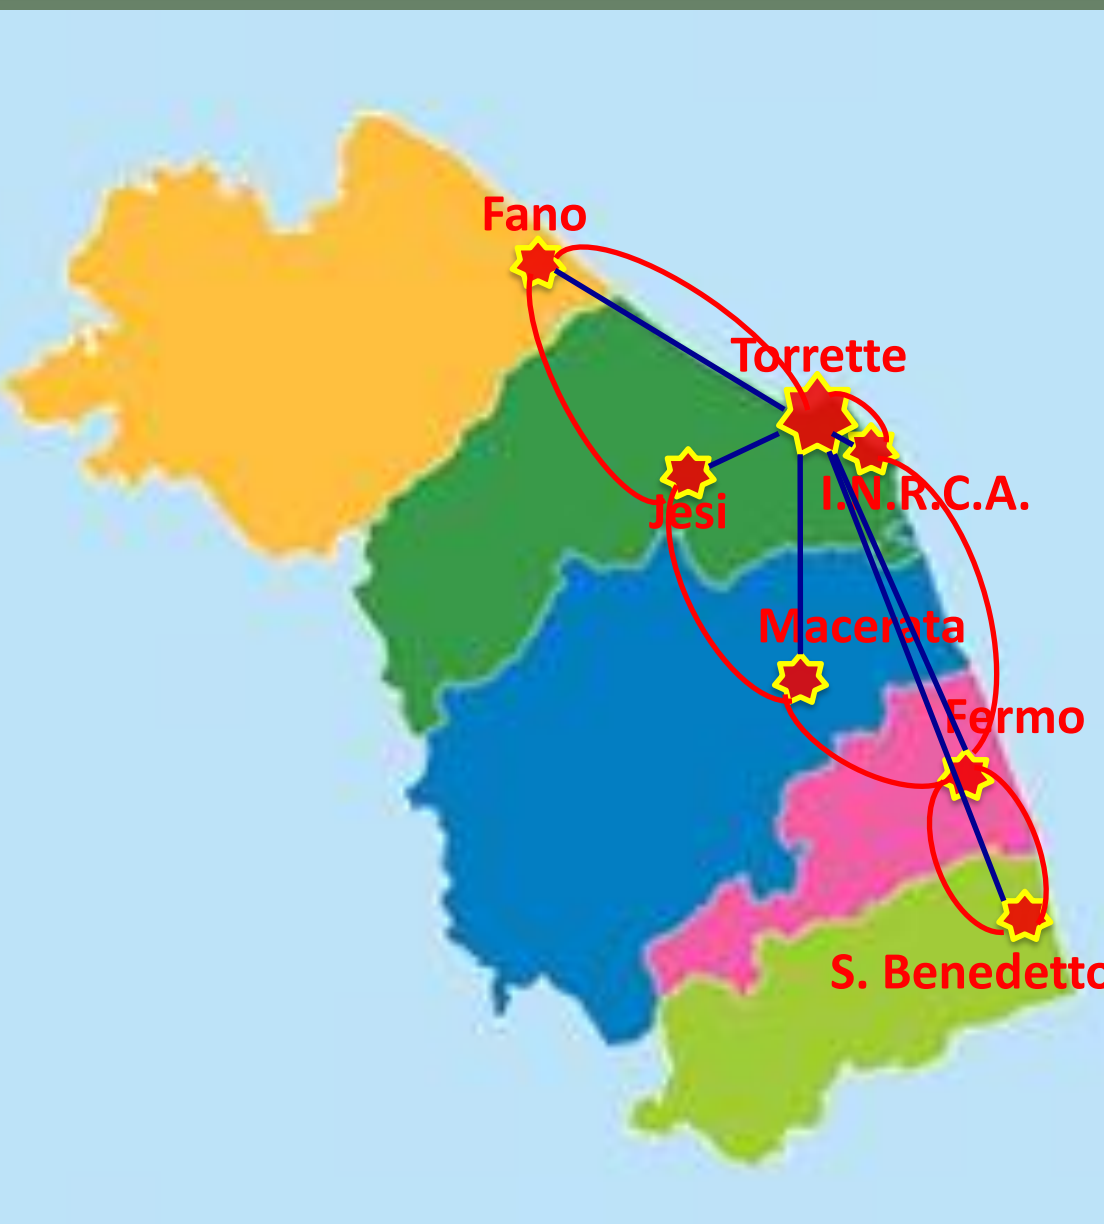 Fano
Torrette
I.N.R.C.A.
Jesi
Macerata
Fermo
S. Benedetto